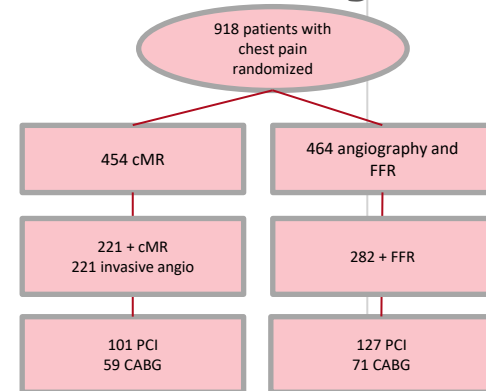 918 patients with
chest pain
randomized
454 cMR
464 angiography and
FFR
221 + cMR
221 invasive angio
282 + FFR
101 PCI
59 CABG
127 PCI
71 CABG